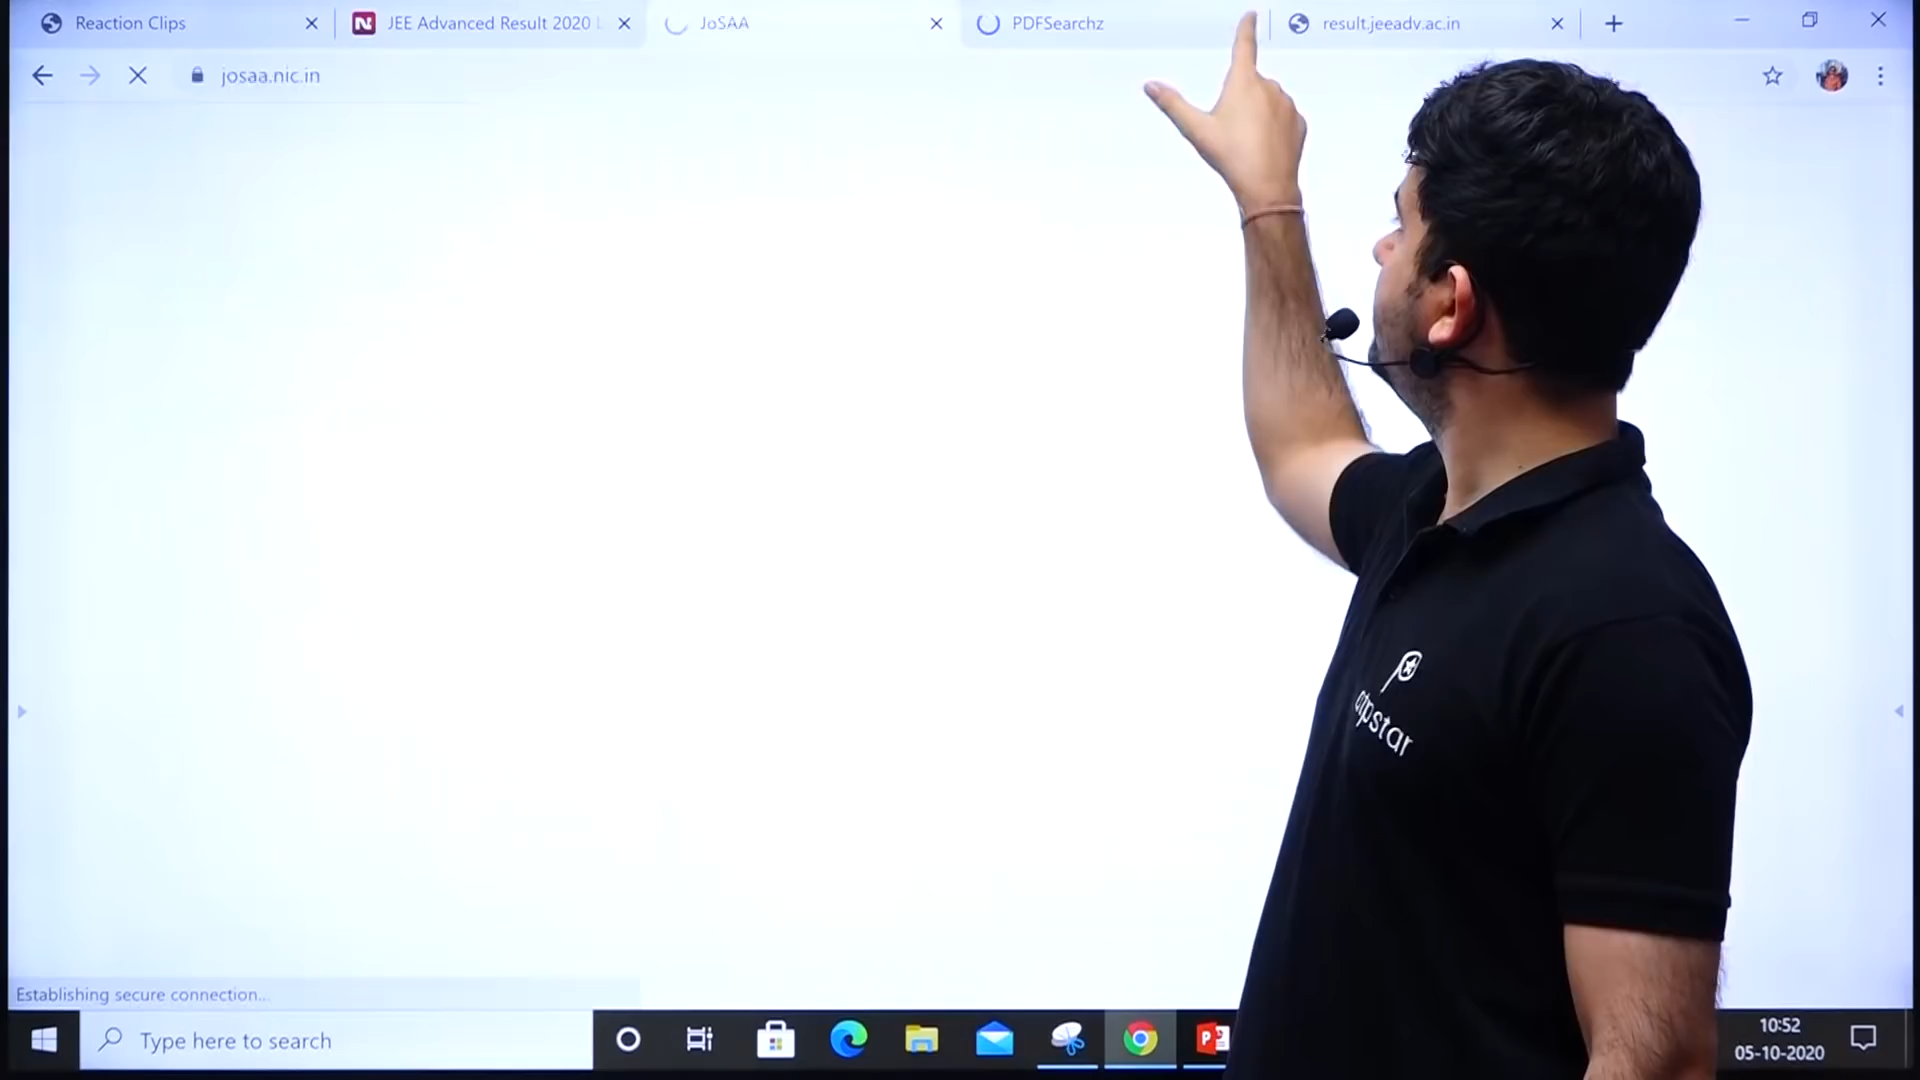 Reaction Clips
JEE Advanced Result 2020
JoSAA
PDFSearchz
result.jeeadv.ac.in
josaa.nic.in
atpstar
Establishing secure connection...
Type here to search
10:52
05-10-2020